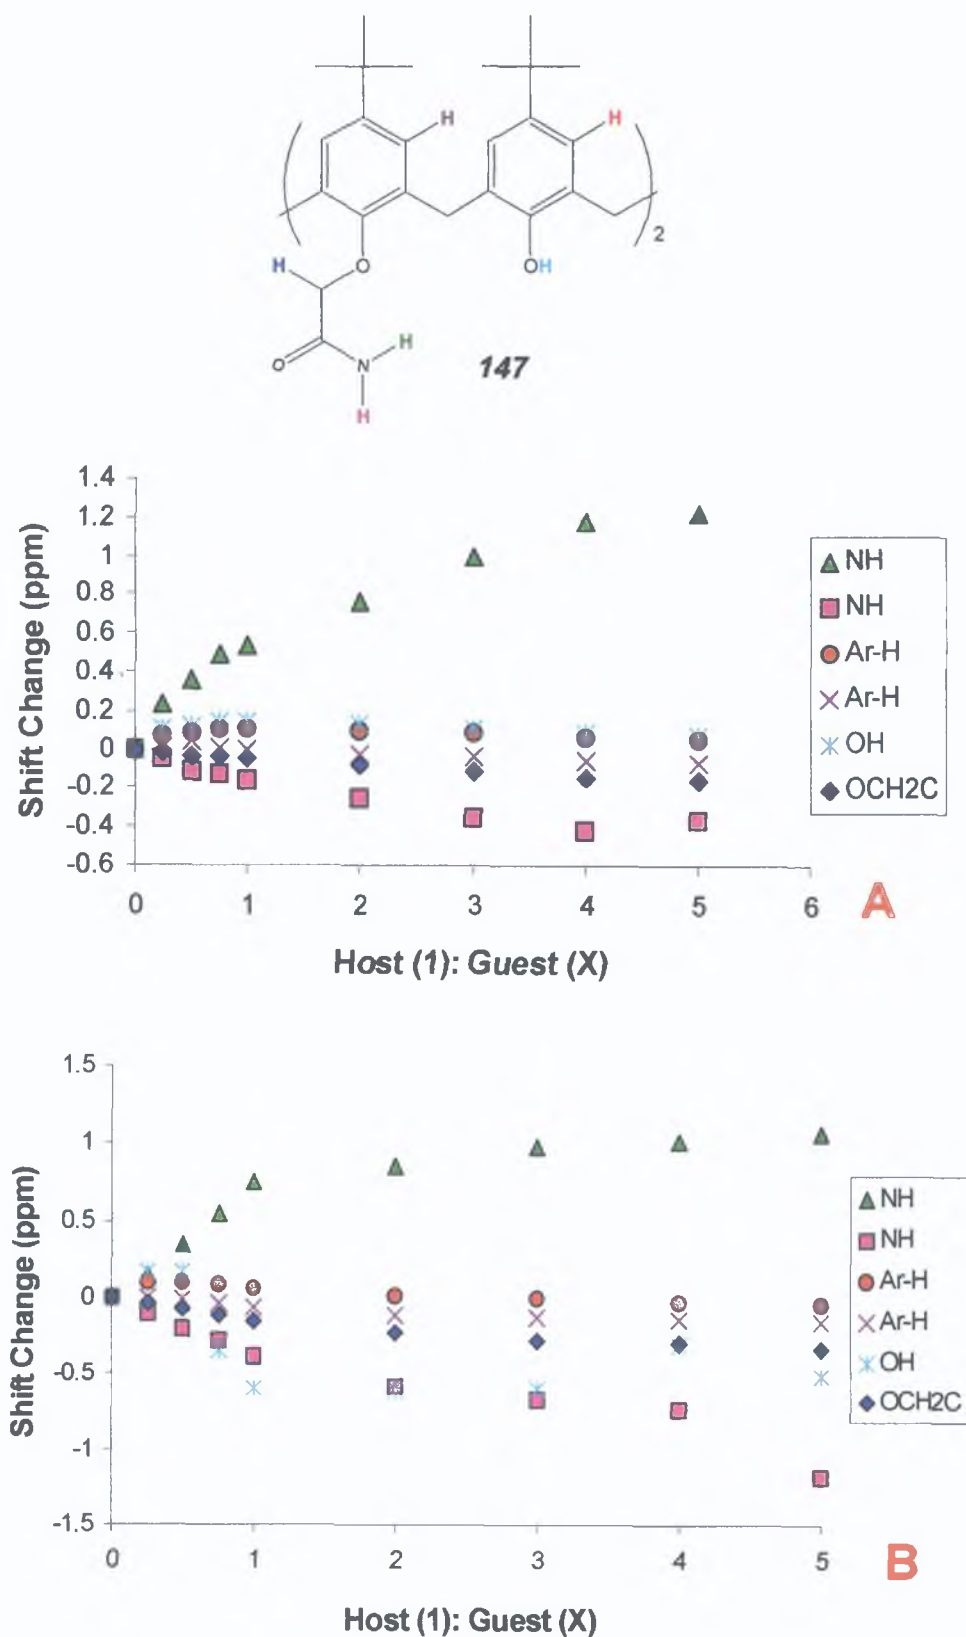 H
H
2
H
O
OH
O
N
H
H
147
Shift Change (ppm)
1.4
1.2
1
0.8
0.6
0.4
0.2
0
-0.2
-0.4
-0.6
0 1 2 3 4 5 6
Host (1): Guest (X)
NH
NH
Ar-H
Ar-H
OH
OCH2C
A
Shift Change (ppm)
1.5
1
0.5
0
-0.5
-1
-1.5
0 1 2 3 4 5
Host (1): Guest (X)
NH
NH
Ar-H
Ar-H
OH
OCH2C
B